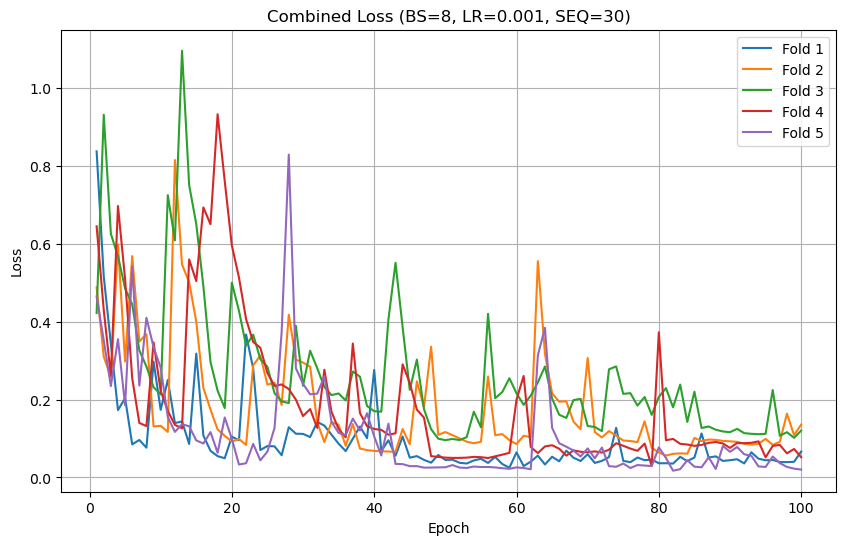 Combined Loss (BS=8, LR=0.001, SEQ=30)
Fold 1
Fold 2
Fold 3
Fold 4
Fold 5
Loss
1.0
0.8
0.6
0.4
0.2
0.0
0 20 40 60 80 100
Epoch